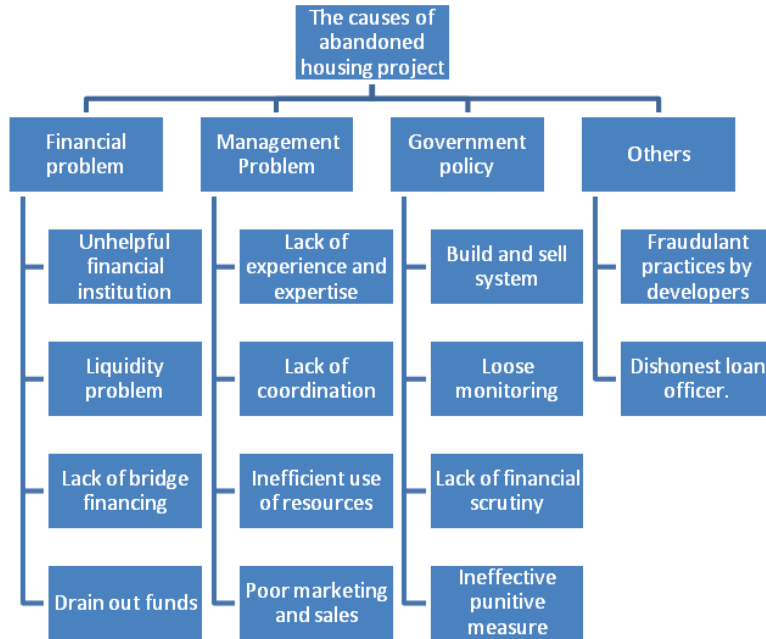 The causes of
abandoned
housing project
Financial
problem
Management
Problem
Government
policy
Others
Unhelpful
financial
institution
Lack of
experience and
expertise
Build and sell
system
Fraudulant
practices by
developers
Liquidity
problem
Lack of
coordination
Loose
monitoring
Dishonest loan
officer.
Lack of bridge
financing
Inefficient use
of resources
Lack of financial
scrutiny
Drain out funds
Poor marketing
and sales
Ineffective
punitive
measure